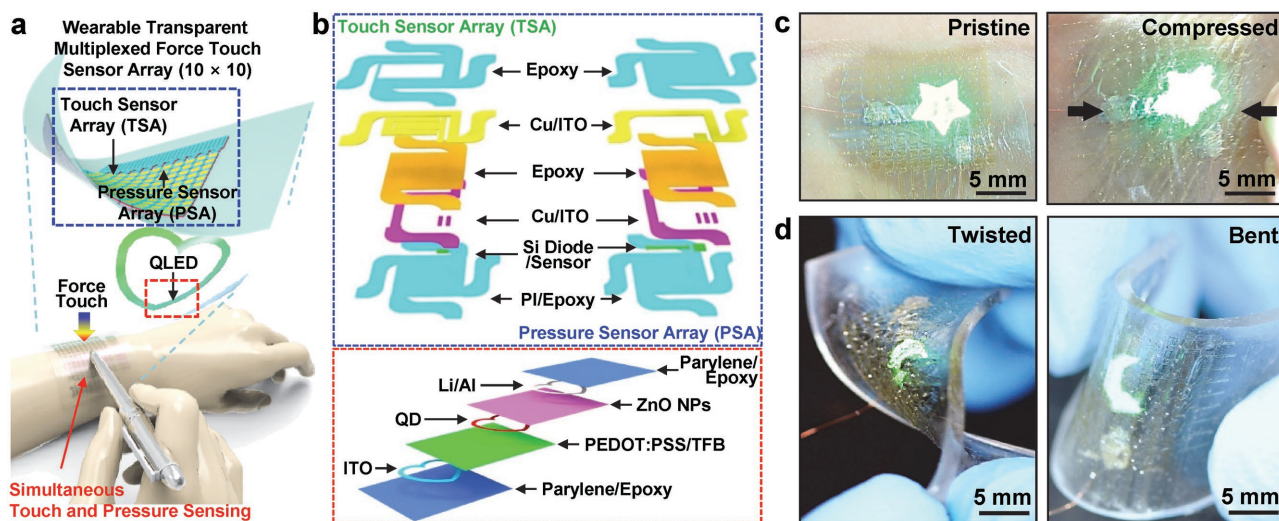 a
Wearable Transparent
Multiplexed Force Touch
Sensor Array (10 × 10)
Touch Sensor
Array (TSA)
Pressure Sensor
Array (PSA)
QLED
Force
Touch
Simultaneous
Touch and Pressure Sensing
b
Touch Sensor Array (TSA)
Epoxy
Cu/ITO
Epoxy
Cu/ITO
Si Diode
/Sensor
PI/Epoxy
Pressure Sensor Array (PSA)
Parylene/
Epoxy
Li/Al
ZnO NPs
QD
PEDOT:PSS/TFB
ITO
Parylene/Epoxy
c
Pristine
5 mm
Compressed
5 mm
d
Twisted
5 mm
Bent
5 mm